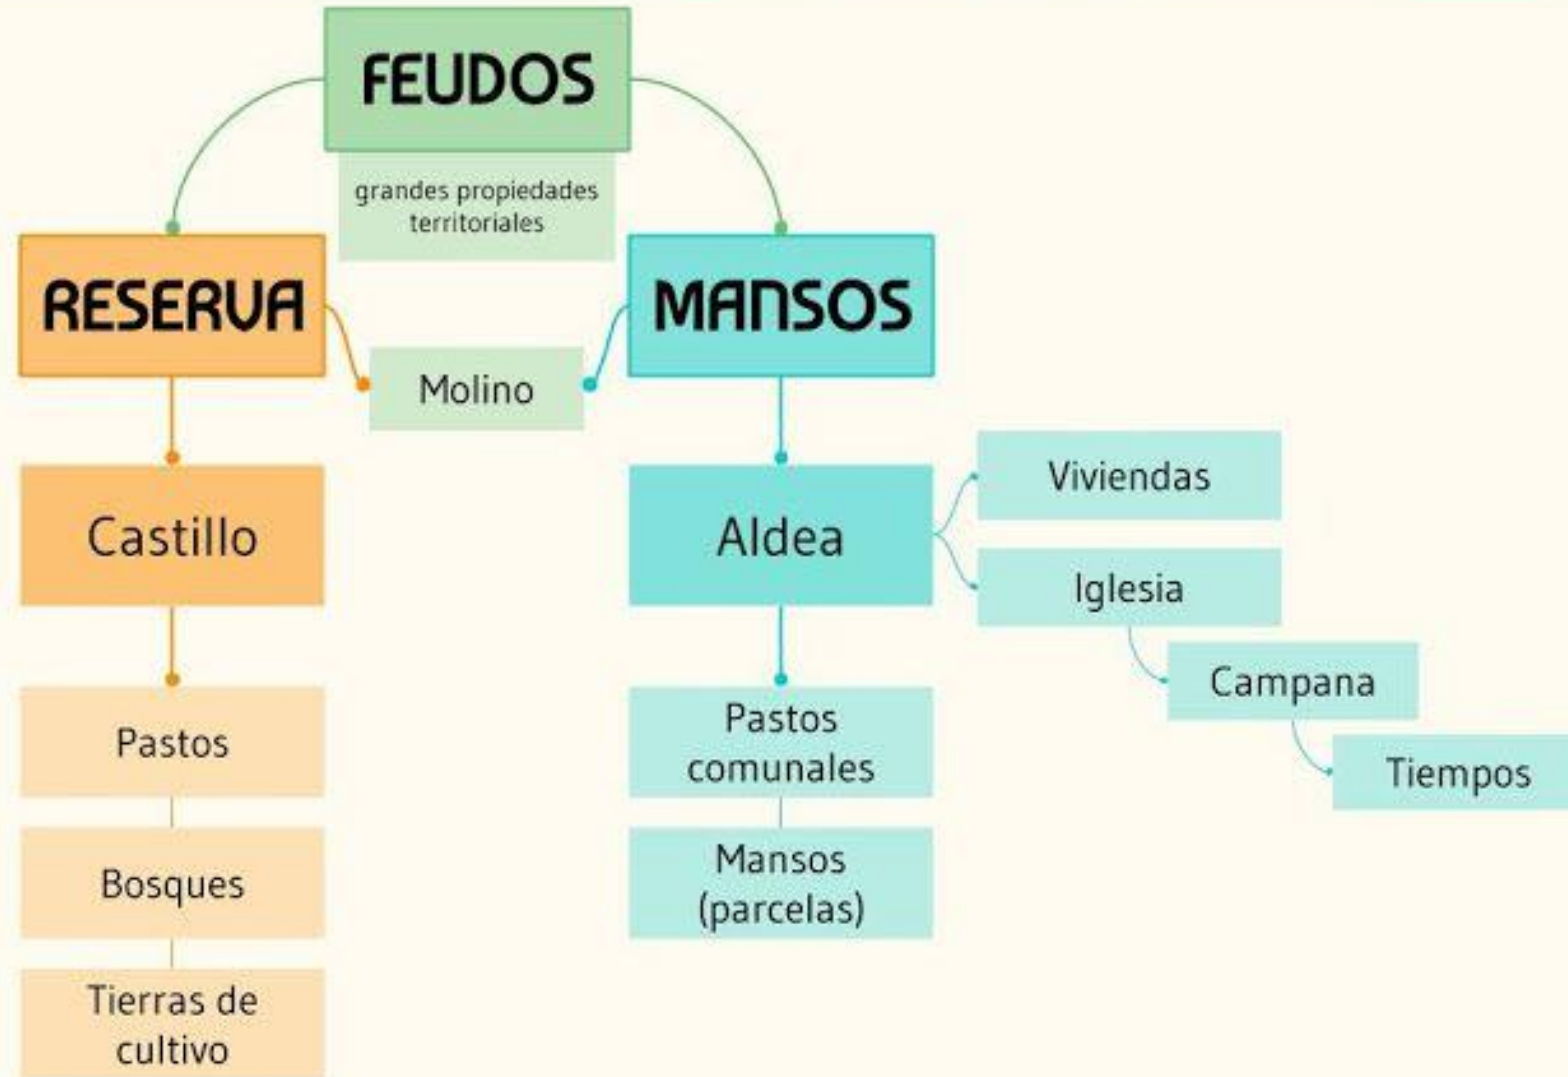 FEUDOS
grandes propiedades
territoriales
RESERVA
MANSOS
Molino
Castillo
Aldea
Viviendas
Iglesia
Campana
Tiempos
Pastos
Bosques
Tierras de
cultivo
Pastos
comunales
Mansos
(parcelas)